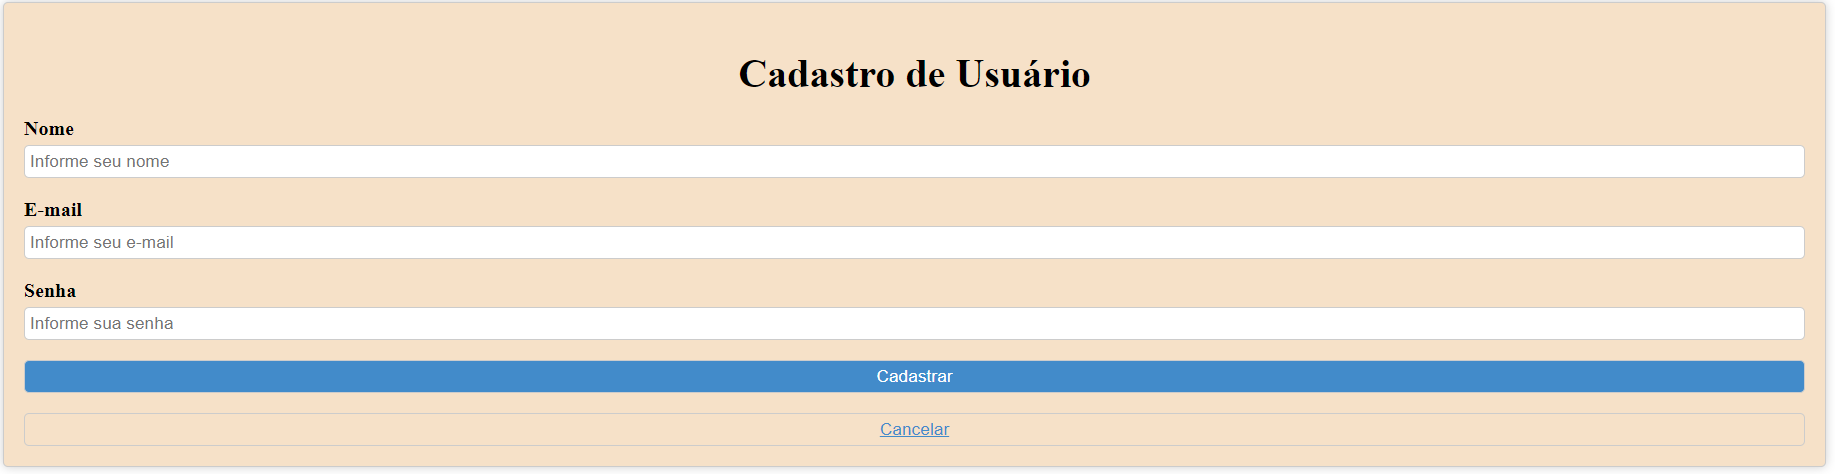 Cadastro de Usuário
Nome
Informe seu nome
E-mail
Informe seu e-mail
Senha
Informe sua senha
Cadastrar
Cancelar